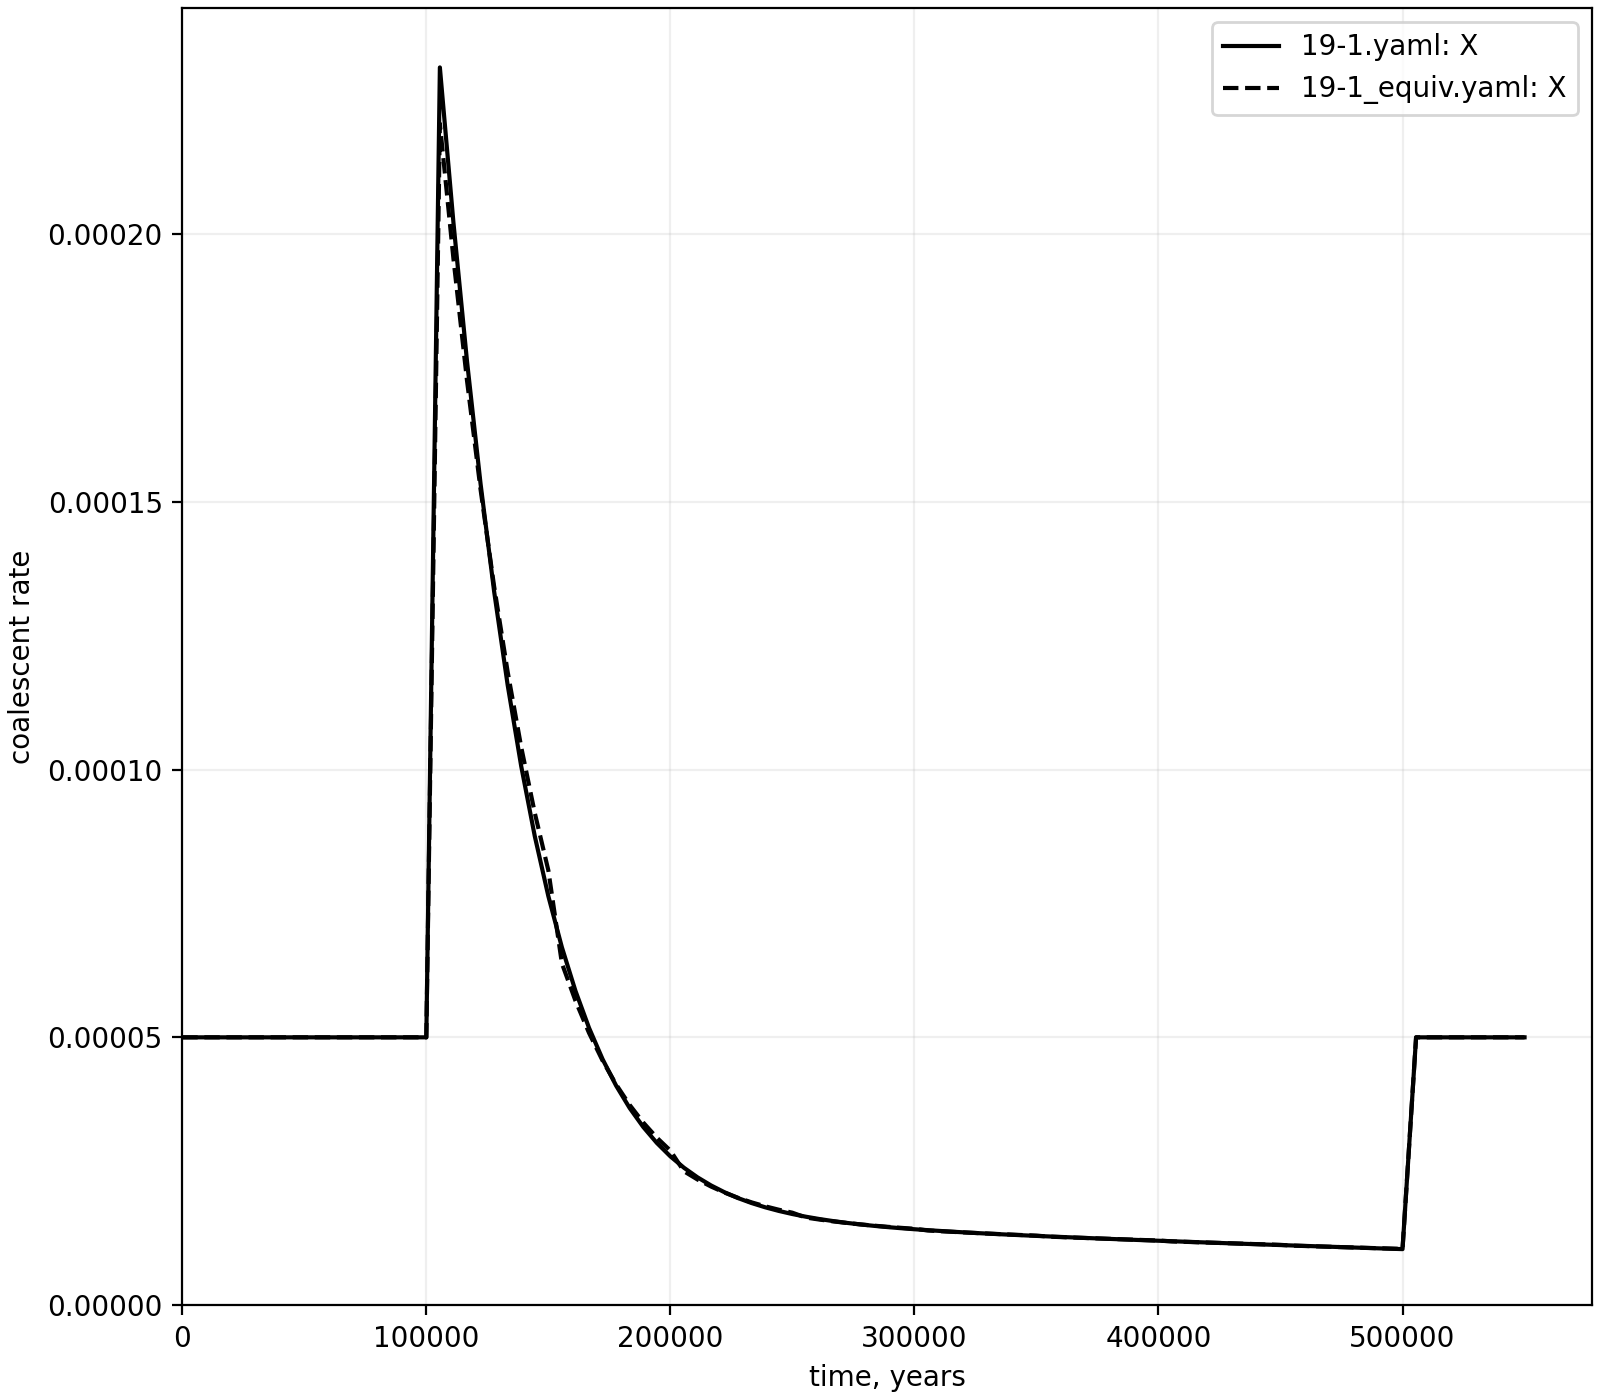 19-1.yaml: X
19-1_equiv.yaml: X
0.00020
0.00015
0.00010
0.00005
0.00000
coalescent rate
0 100000 200000 300000 400000 500000
time, years